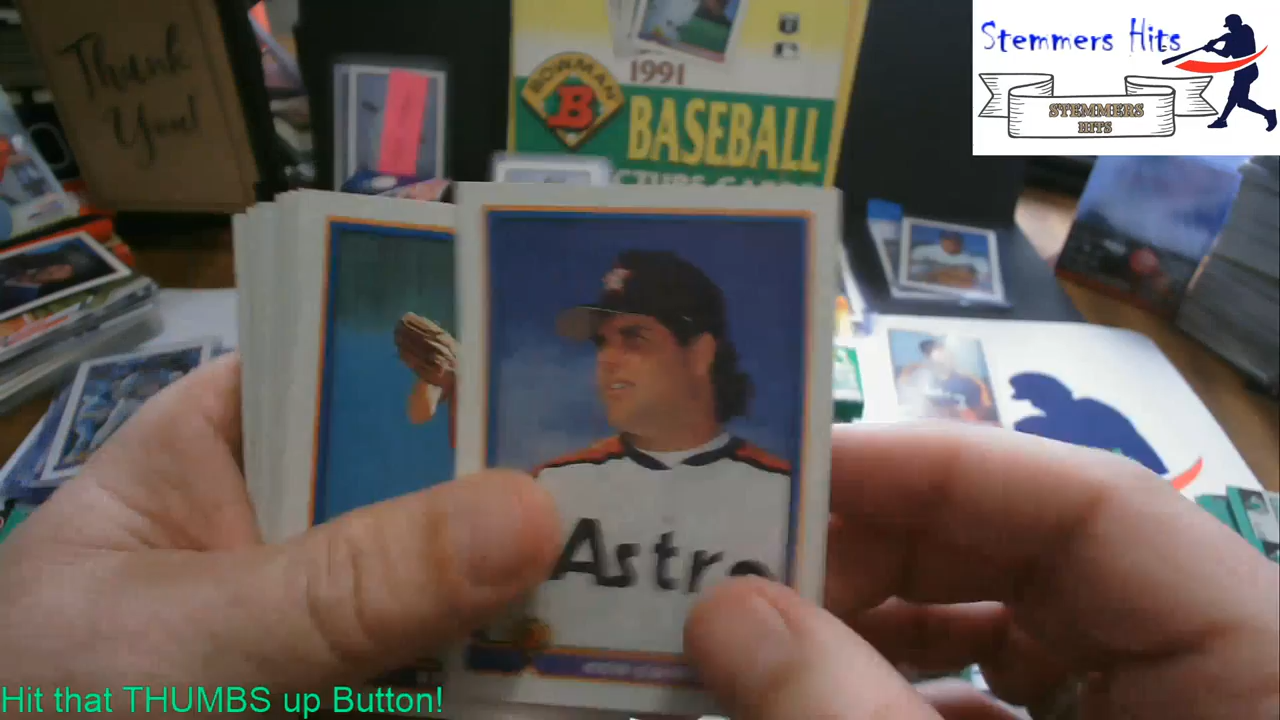 Thank
You!
1991
BOWMAN
B
BASEBALL
Stemmers Hits
STEMMERS
HITS
Astro
Hit that THUMBS up Button!